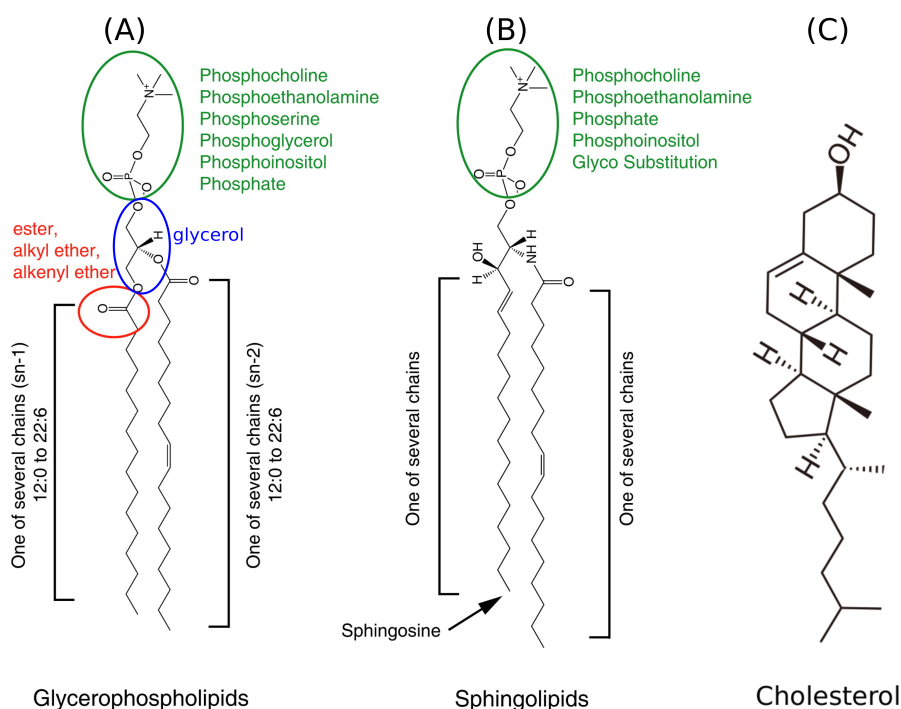 (A)
Phosphocholine
Phosphoethanolamine
Phosphoserine
Phosphoglycerol
Phosphoinositol
Phosphate
N+
O
O=P
O
O
glycerol
H
ester,
alkyl ether,
alkenyl ether
O
O
O
O
One of several chains (sn-1)
12:0 to 22:6
One of several chains (sn-2)
12:0 to 22:6
Glycerophospholipids
(B)
Phosphocholine
Phosphoethanolamine
Phosphate
Phosphoinositol
Glyco Substitution
N+
O
O=P
O
O
H
OH
NH
H
O
One of several chains
One of several chains
Sphingosine
Sphingolipids
(C)
OH
H
H
H
H
Cholesterol